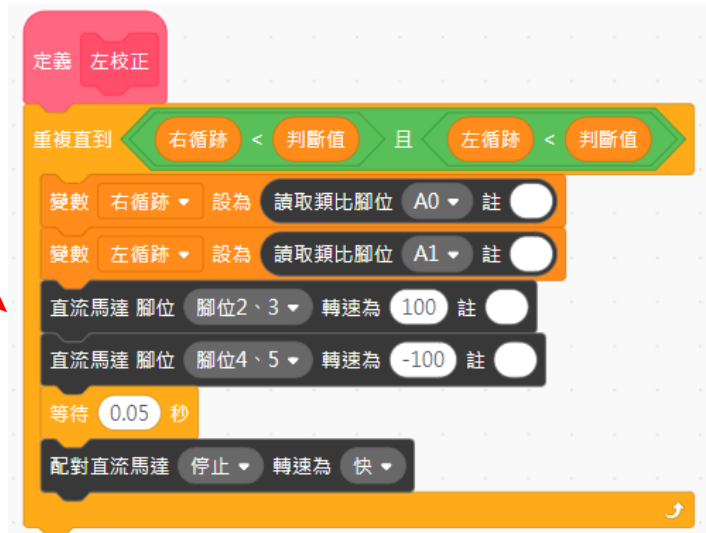 定義 左校正
重複直到 右循跡 < 判斷值 且 左循跡 < 判斷值
變數 右循跡 設為 讀取類比腳位 A0 註
變數 左循跡 設為 讀取類比腳位 A1 註
直流馬達 腳位 腳位2、3 轉速為 100 註
直流馬達 腳位 腳位4、5 轉速為 -100 註
等待 0.05 秒
配對直流馬達 停止 轉速為 快